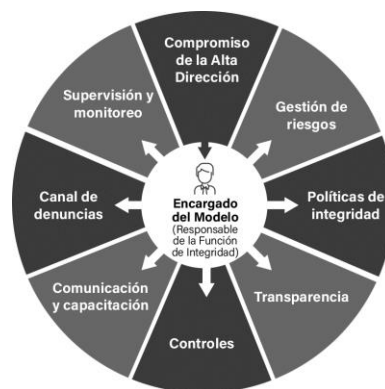 Compromiso
de la Alta
Dirección
Gestión de
riesgos
Políticas de
integridad
Transparencia
Controles
Comunicación
y capacitación
Canal de
denuncias
Supervisión y
monitoreo
Encargado
del Modelo
(Responsable
de la Función
de Integridad)